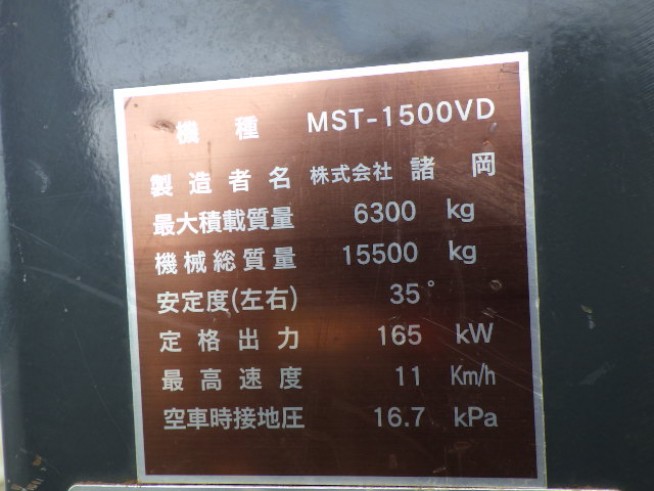 機種 MST-1500VD
製造者名 株式会社 諸岡
最大積載質量 6300 kg
機械総質量 15500 kg
安定度(左右) 35°
定格出力 165 kW
最高速度 11 Km/h
空車時接地圧 16.7 kPa